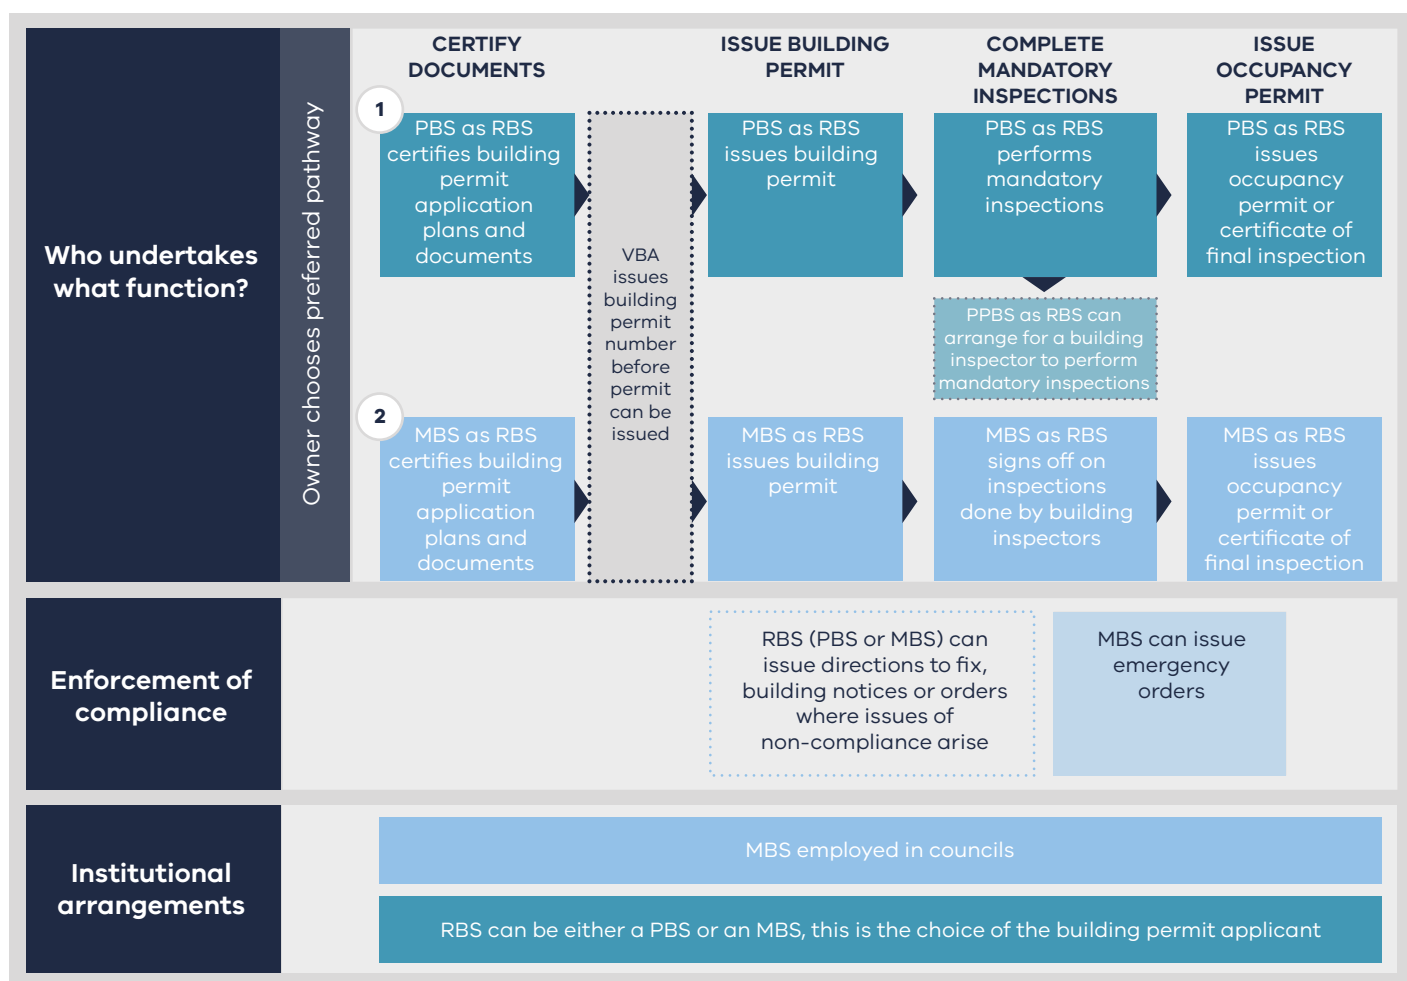 CERTIFY
DOCUMENTS
ISSUE BUILDING
PERMIT
COMPLETE
MANDATORY
INSPECTIONS
ISSUE
OCCUPANCY
PERMIT
Who undertakes
what function?
Owner chooses preferred pathway
1
PBS as RBS
certifies building
permit
application
plans and
documents
VBA
issues
building
permit
number
before
permit
can be
issued
PBS as RBS
issues building
permit
PBS as RBS
performs
mandatory
inspections
PPBS as RBS can
arrange for a building
inspector to perform
mandatory inspections
PBS as RBS
issues
occupancy
permit or
certificate of
final inspection
2
MBS as RBS
certifies building
permit
application
plans and
documents
MBS as RBS
issues building
permit
MBS as RBS
signs off on
inspections
done by building
inspectors
MBS as RBS
issues
occupancy
permit or
certificate of
final inspection
Enforcement of
compliance
RBS (PBS or MBS) can
issue directions to fix,
building notices or orders
where issues of
non-compliance arise
MBS can issue
emergency
orders
Institutional
arrangements
MBS employed in councils
RBS can be either a PBS or an MBS, this is the choice of the building permit applicant